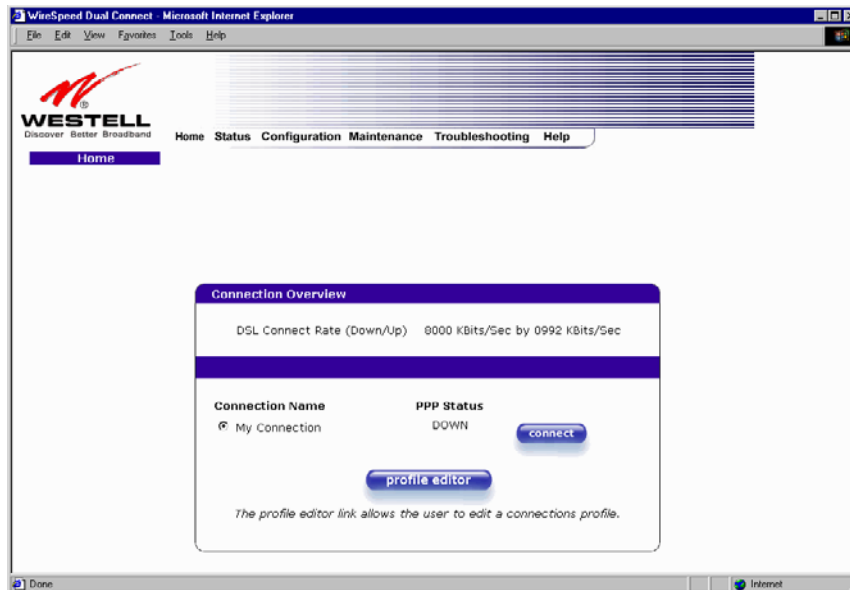 WireSpeed Dual Connect - Microsoft Internet Explorer
File Edit View Favorites Tools Help
WESTELL
®
Discover Better Broadband
Home Status Configuration Maintenance Troubleshooting Help
Home
Connection Overview
DSL Connect Rate (Down/Up) 8000 KBits/Sec by 0992 KBits/Sec
Connection Name PPP Status
My Connection DOWN connect
profile editor
The profile editor link allows the user to edit a connections profile.
Done Internet